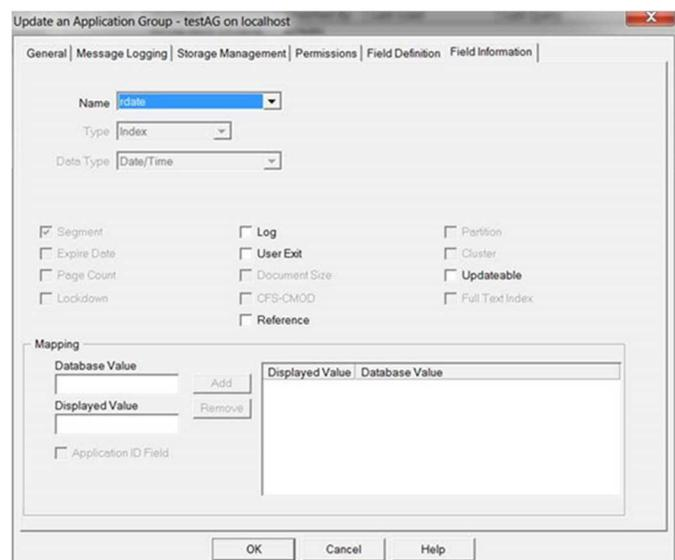 Update an Application Group - testAG on localhost
General Message Logging Storage Management Permissions Field Definition Field Information
Name rdate
Type Index
Data Type Date/Time
Segment Log Partition
Expire Date User Exit Cluster
Page Count Document Size Updateable
Lockdown CFS-CMOD Full Text Index
Reference
Mapping
Database Value
Add
Displayed Value Database Value
Displayed Value
Remove
Application ID Field
OK Cancel Help